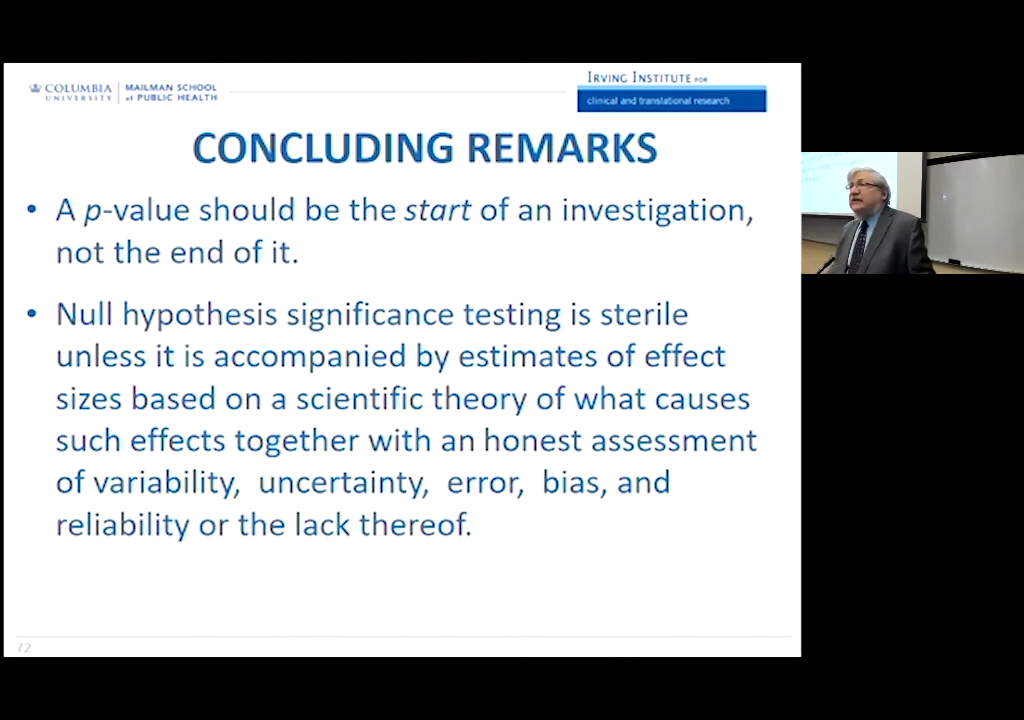 COLUMBIA UNIVERSITY
MAILMAN SCHOOL of PUBLIC HEALTH
IRVING INSTITUTE FOR
clinical and translational research
CONCLUDING REMARKS
• A p-value should be the start of an investigation,
not the end of it.
• Null hypothesis significance testing is sterile
unless it is accompanied by estimates of effect
sizes based on a scientific theory of what causes
such effects together with an honest assessment
of variability, uncertainty, error, bias, and
reliability or the lack thereof.
72